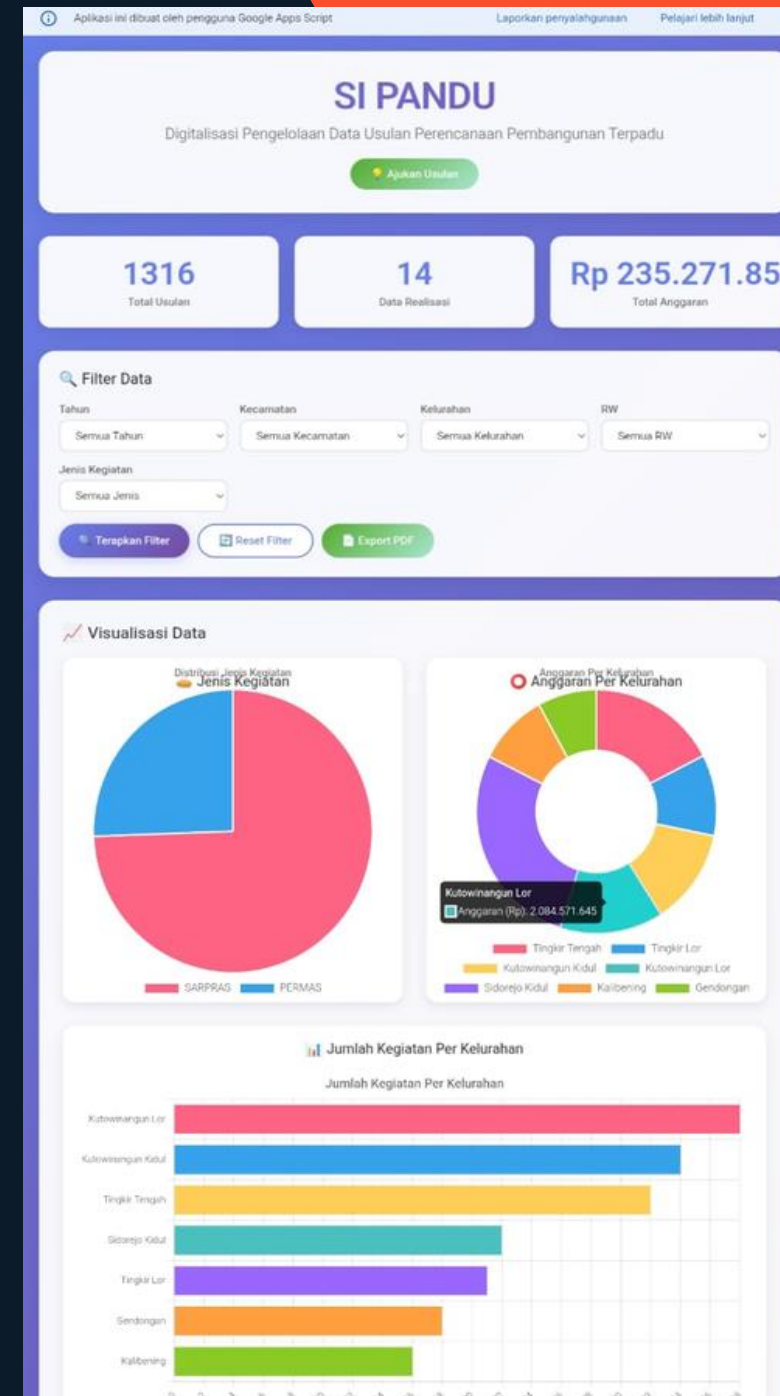 Aplikasi ini dibuat oleh pengguna Google Apps Script
Laporkan penyalahgunaan
Pelajari lebih lanjut
SI PANDU
Digitalisasi Pengelolaan Data Usulan Perencanaan Pembangunan Terpadu
Ajukan Usulan
1316
Total Usulan
14
Data Realisasi
Rp 235.271.85
Total Anggaran
Filter Data
Tahun
Kecamatan
Kelurahan
RW
Semua Tahun
Semua Kecamatan
Semua Kelurahan
Semua RW
Jenis Kegiatan
Semua Jenis
Terapkan Filter
Reset Filter
Export PDF
Visualisasi Data
Distribusi Jenis Kegiatan
Jenis Kegiatan
Anggaran Per Kelurahan
Anggaran Per Kelurahan
Kutowinangun Lor
Anggaran (Rp): 2.084.571.645
SARPRAS PERMAS
Tingkir Tengah Tingkir Lor
Kutowinangun Kidul Kutowinangun Lor
Sidorejo Kidul Kalibening Gendongan
Jumlah Kegiatan Per Kelurahan
Jumlah Kegiatan Per Kelurahan
Kutowinangun Lor
Kutowinangun Kidul
Tingkir Tengah
Sidorejo Kidul
Tingkir Lor
Gendongan
Kalibening